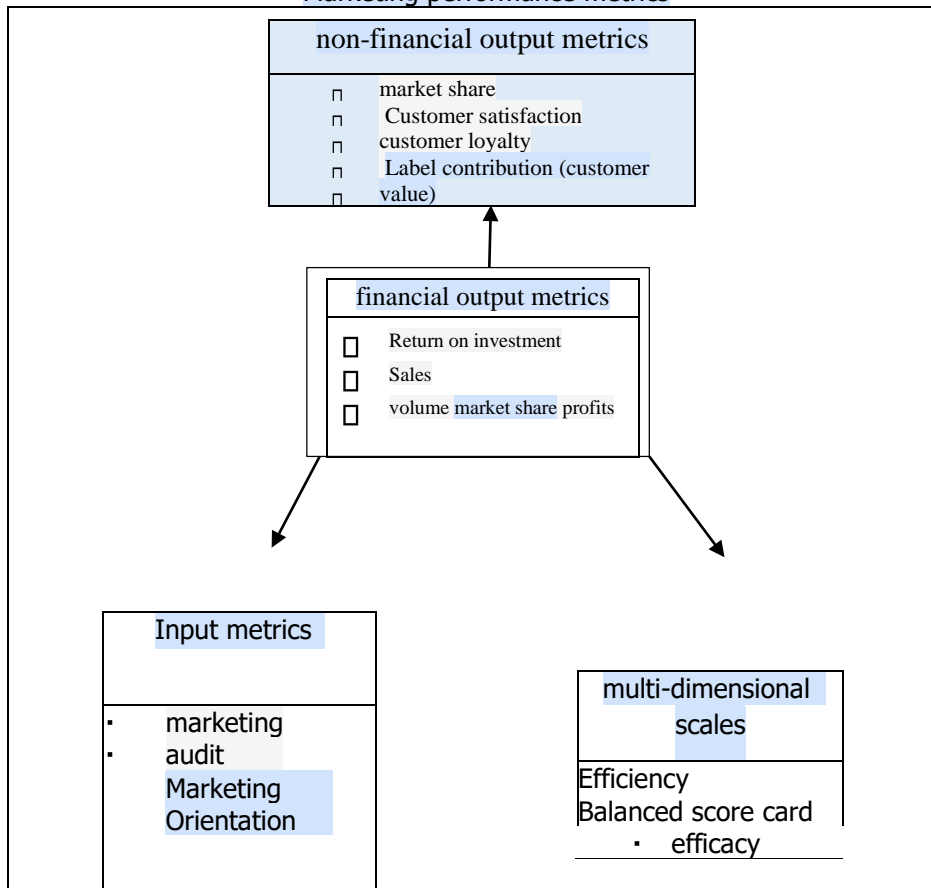 Marketing performance metrics
non-financial output metrics
market share
Customer satisfaction
customer loyalty
Label contribution (customer
value)
financial output metrics
Return on investment
Sales
volume market share profits
Input metrics
▪ marketing
▪ audit
Marketing
Orientation
multi-dimensional
scales
Efficiency
Balanced score card
▪ efficacy